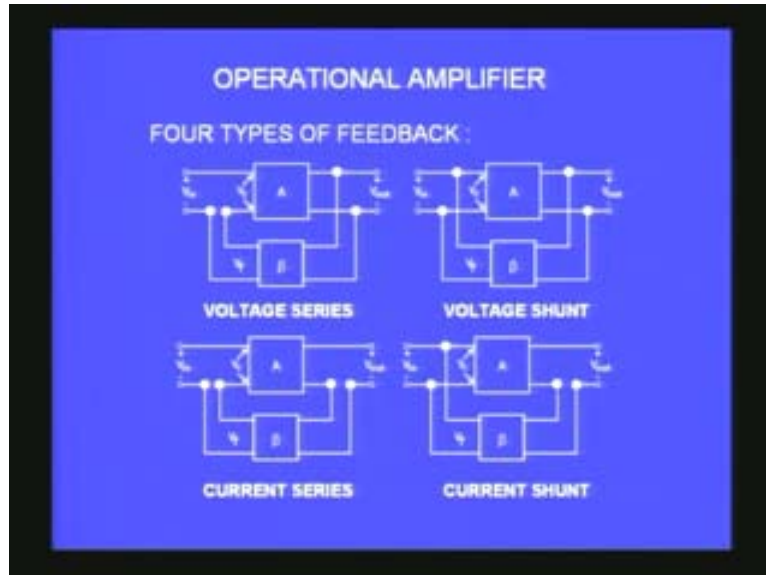 OPERATIONAL AMPLIFIER
FOUR TYPES OF FEEDBACK :
A
A
β
β
VOLTAGE SERIES
VOLTAGE SHUNT
A
A
β
β
CURRENT SERIES
CURRENT SHUNT